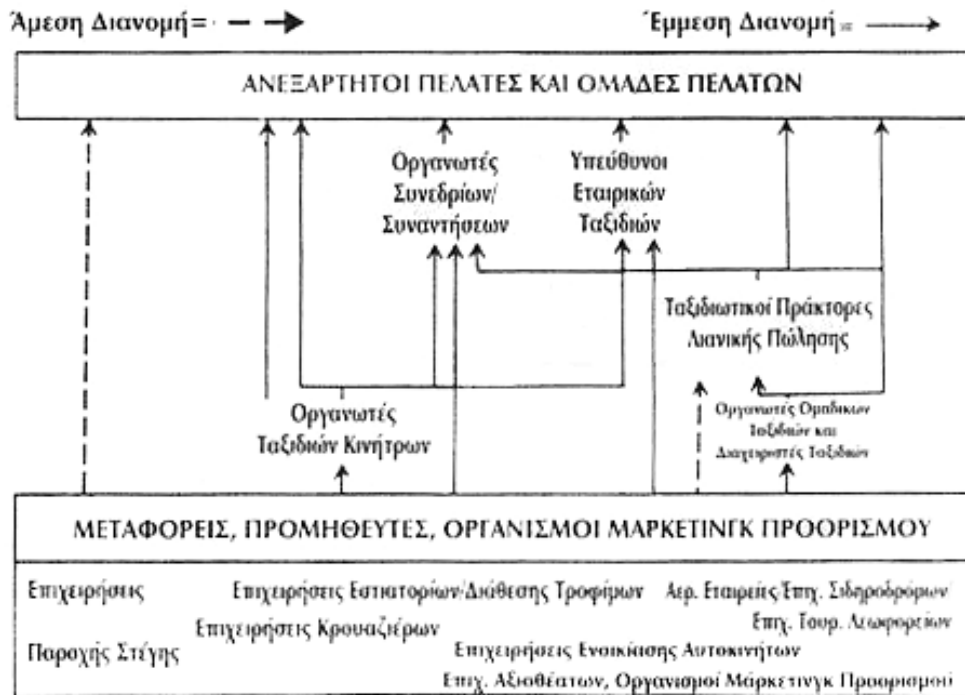 Άμεση Διανομή=
Έμμεση Διανομή =
ΑΝΕΞΑΡΤΗΤΟΙ ΠΕΛΑΤΕΣ ΚΑΙ ΟΜΑΔΕΣ ΠΕΛΑΤΩΝ
Οργανωτές
Συνεδρίων/
Συναντήσεων
Υπεύθυνοι
Εταιρικών
Ταξιδιών
Ταξιδιωτικοί Πράκτορες
Λιανικής Πώλησης
Οργανωτές
Ταξιδιών Κινήτρων
Οργανωτές Ομαδικων
Ταξιδιών και
Διαχειριστές Ταξιδιών
ΜΕΤΑΦΟΡΕΙΣ, ΠΡΟΜΗΘΕΥΤΕΣ, ΟΡΓΑΝΙΣΜΟΙ ΜΑΡΚΕΤΙΝΓΚ ΠΡΟΟΡΙΣΜΟΥ
Επιχειρήσεις
Παροχής Στέγης
Επιχειρήσεις Εστιατορίων/Διάθεσης Τροφίμων
Επιχειρήσεις Κρουαζιέρων
Αερ. Εταιρείες/Επιχ. Σιδηροδρόμων/
Επιχ. Τουρ. Λεωφορείων
Επιχειρήσεις Ενοικίασης Αυτοκινήτων
Επιχ. Αξιοθέατων, Οργανισμοί Μάρκετινγκ Προορισμού